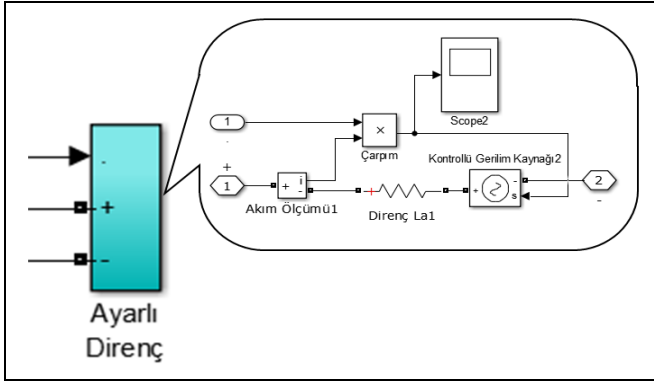 Scope2
1
.
×
Çarpım
Kontrollü Gerilim Kaynağı2
+
1
+
i
-
+
+
-
s
2
-
Akım Ölçümü1
Direnç La1
.
+
-
Ayarlı
Direnç